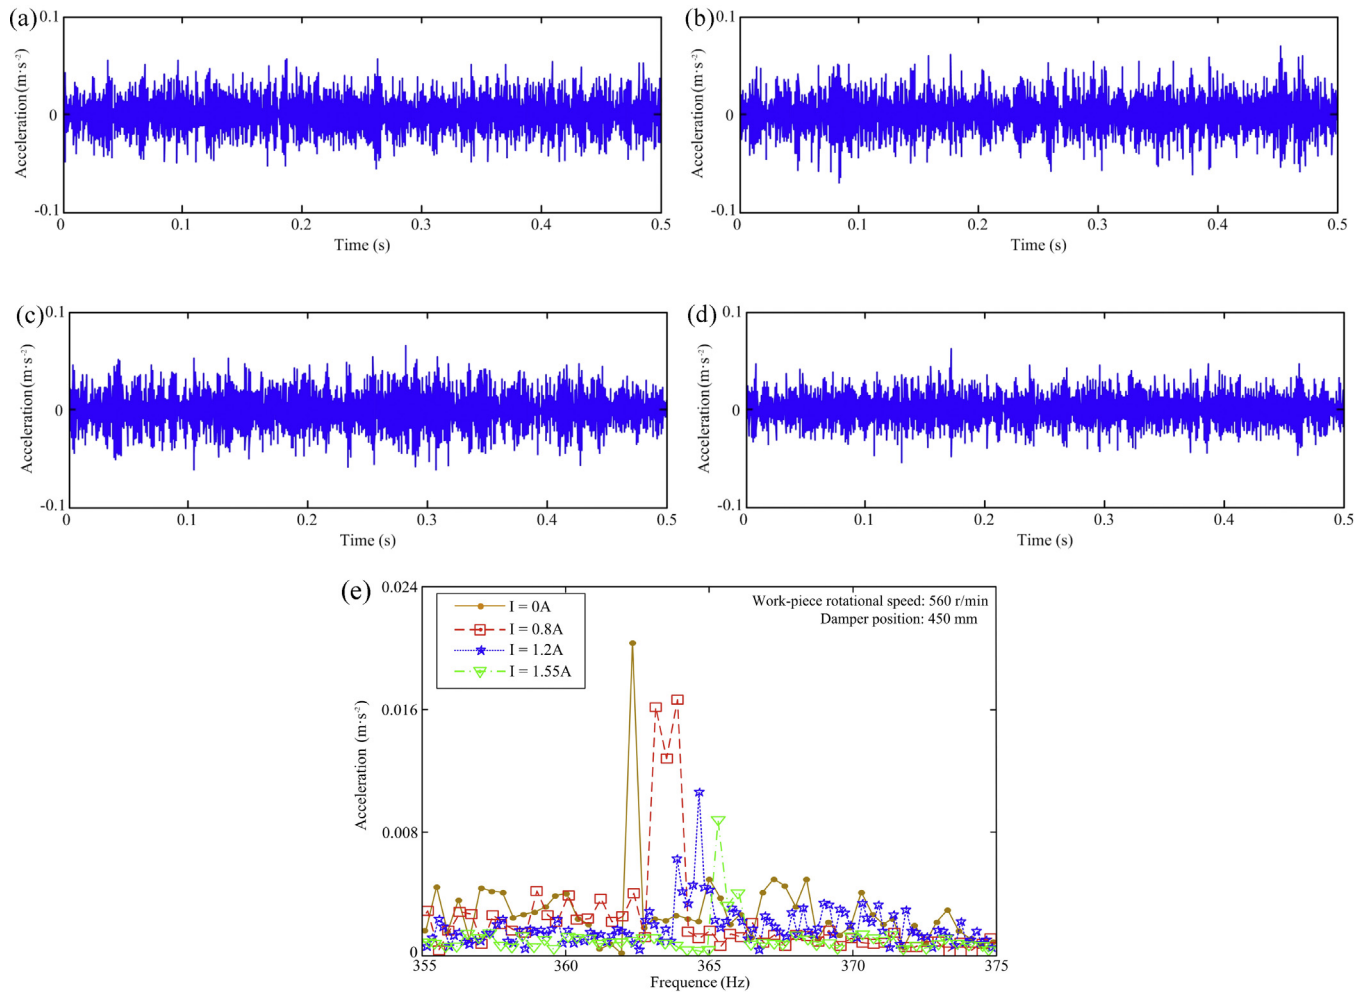 (a)
0.1
Acceleration (m·s⁻²)
0
-0.1
0
0.1
0.2
0.3
0.4
0.5
Time (s)
(b)
0.1
Acceleration (m·s⁻²)
0
-0.1
0
0.1
0.2
0.3
0.4
0.5
Time (s)
(c)
0.1
Acceleration (m·s⁻²)
0
-0.1
0
0.1
0.2
0.3
0.4
0.5
Time (s)
(d)
0.1
Acceleration (m·s⁻²)
0
-0.1
0
0.1
0.2
0.3
0.4
0.5
Time (s)
(e)
0.024
0.016
0.008
0
Acceleration (m·s⁻²)
I = 0A
I = 0.8A
I = 1.2A
I = 1.55A
Work-piece rotational speed: 560 r/min
Damper position: 450 mm
355
360
365
370
375
Frequence (Hz)